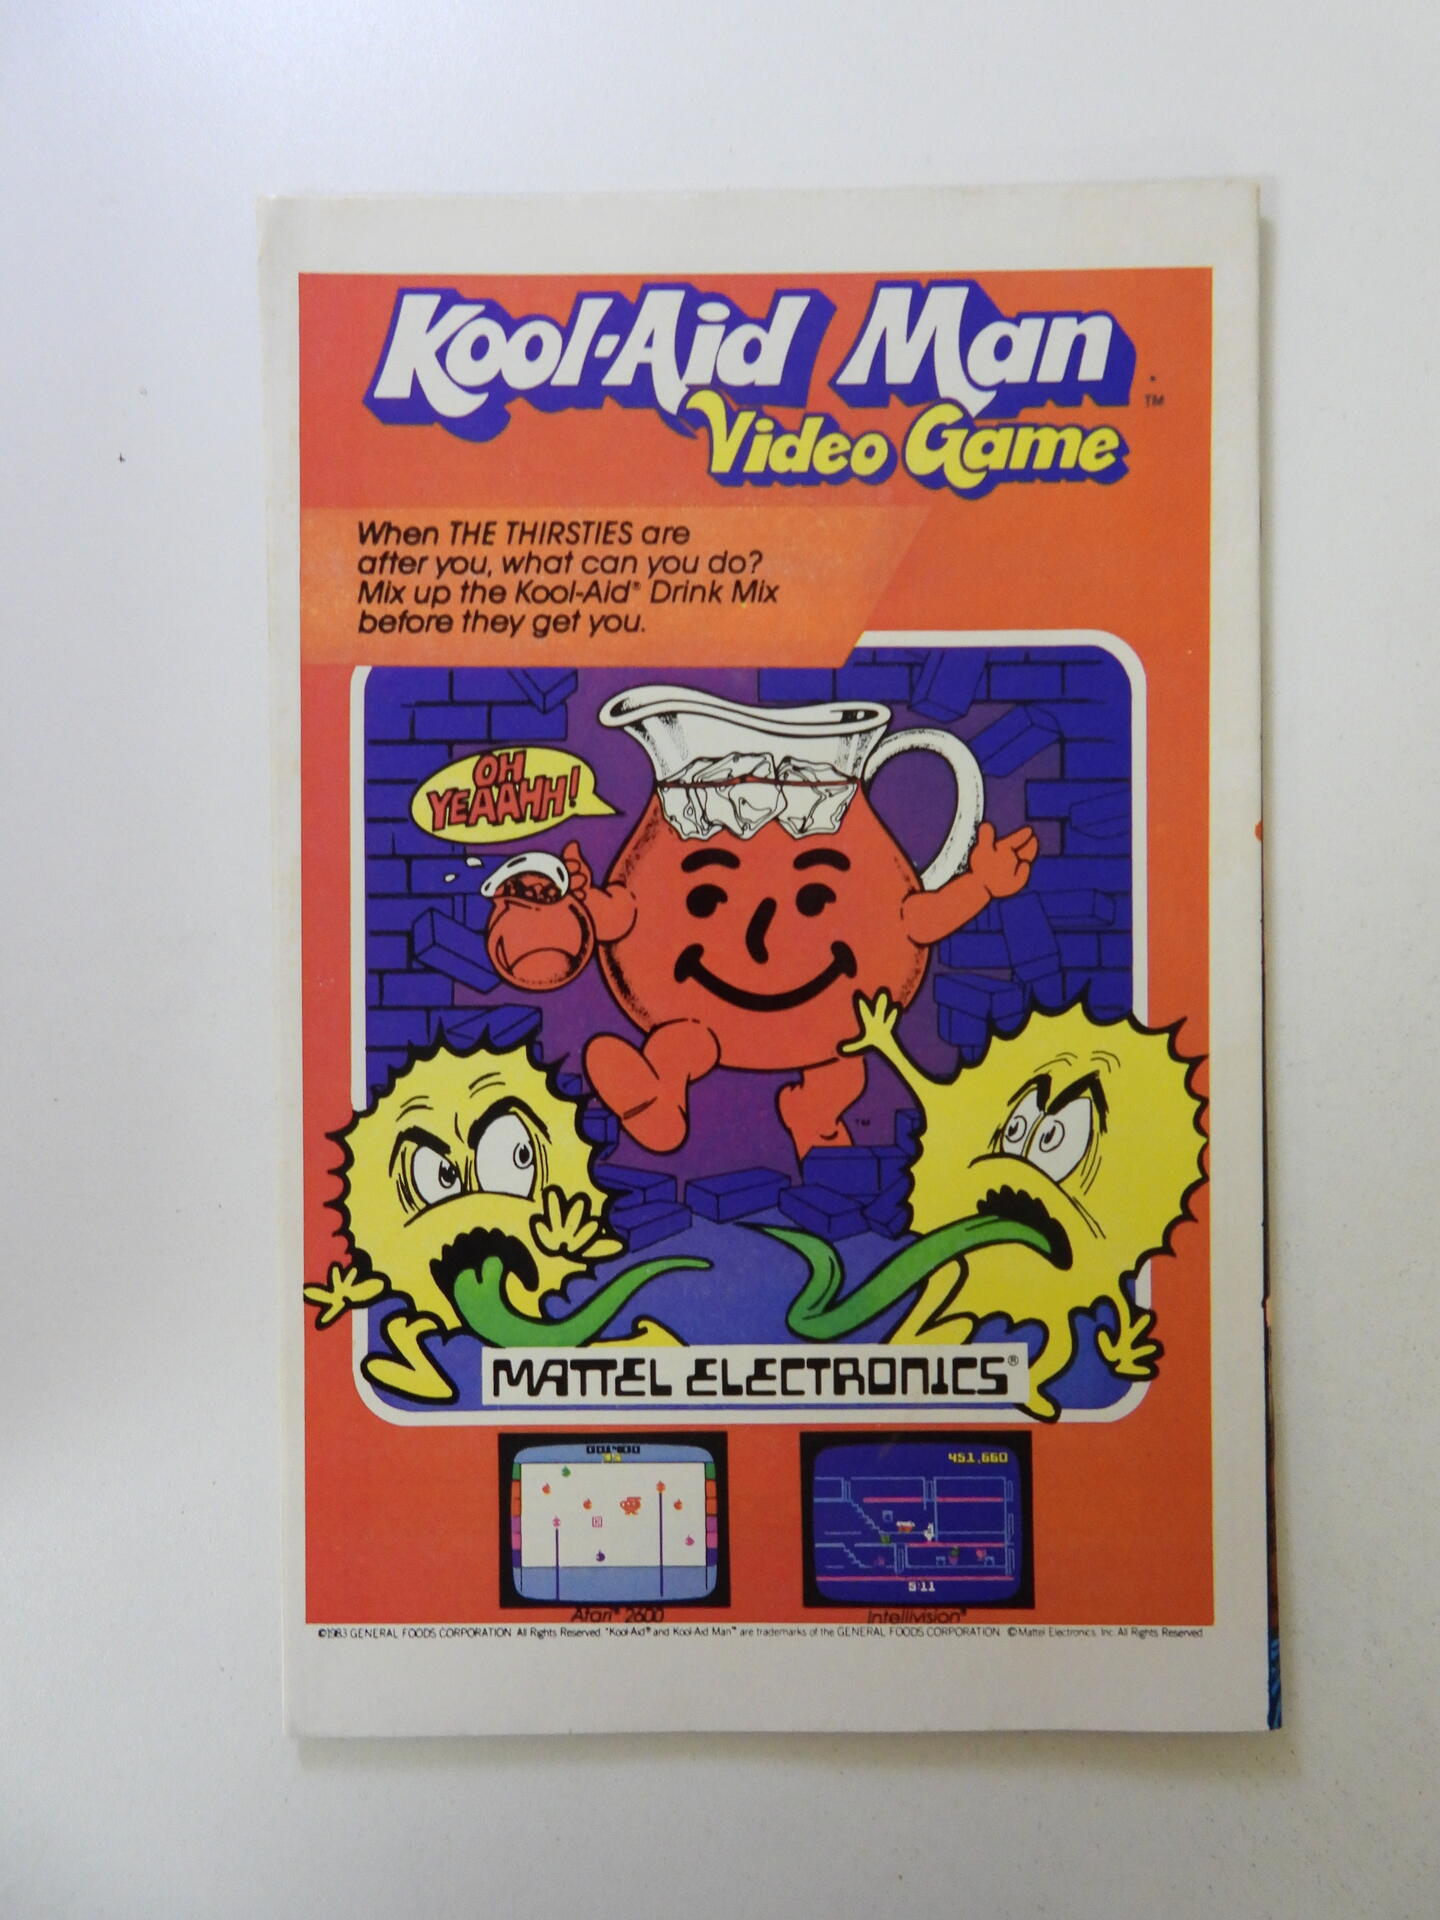 Kool-Aid Man
™
Video Game
When THE THIRSTIES are
after you, what can you do?
Mix up the Kool-Aid® Drink Mix
before they get you.
OH
YEAAHH!
™
MATTEL ELECTRONICS®
451,660
5:11
Atari® 2600
Intellivision®
©1983 GENERAL FOODS CORPORATION All Rights Reserved. "Kool-Aid® and Kool-Aid Man™ are trademarks of the GENERAL FOODS CORPORATION. © Mattel Electronics, Inc. All Rights Reserved